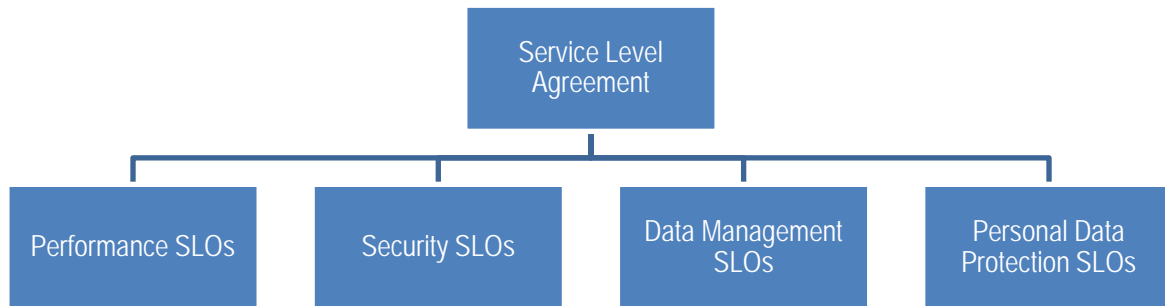 Service Level
Agreement
Performance SLOs
Security SLOs
Data Management
SLOs
Personal Data
Protection SLOs